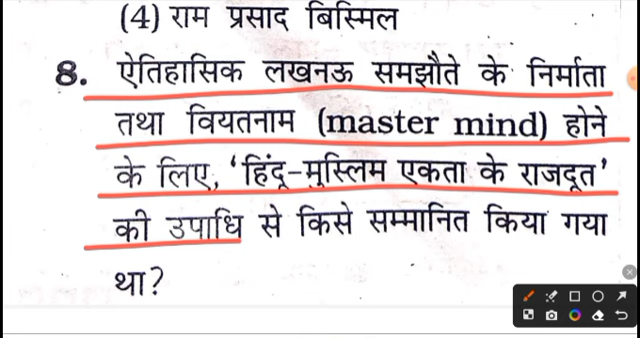 (4) राम प्रसाद बिस्मिल
8. ऐतिहासिक लखनऊ समझौते के निर्माता
तथा वियतनाम (master mind) होने
के लिए, ‘हिंदू-मुस्लिम एकता के राजदूत’
की उपाधि से किसे सम्मानित किया गया
था?